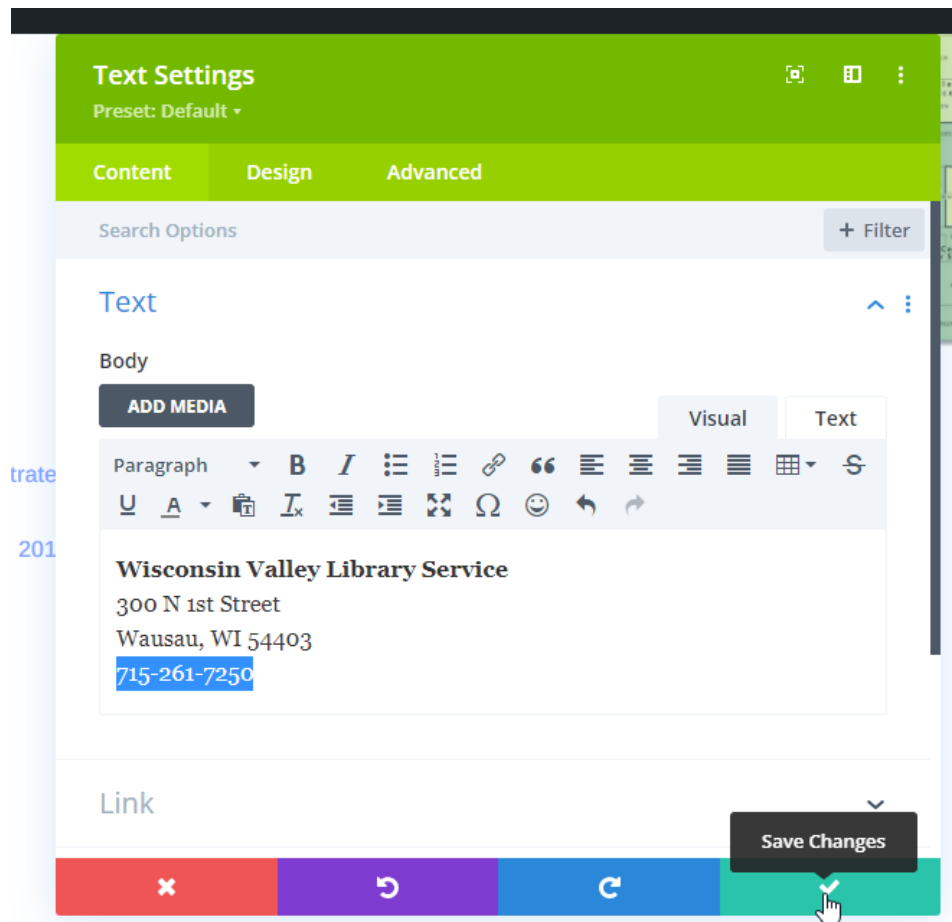 Text Settings
Preset: Default
Content Design Advanced
Search Options
+ Filter
Text
Body
ADD MEDIA
Visual Text
Paragraph
trate
201
Wisconsin Valley Library Service
300 N 1st Street
Wausau, WI 54403
715-261-7250
Link
Save Changes